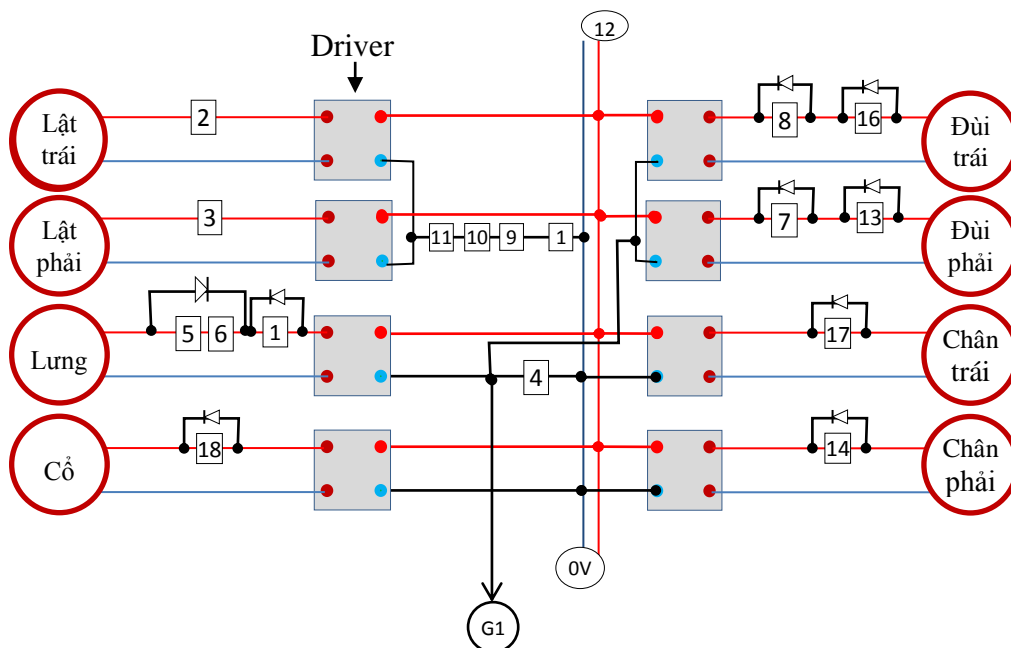 12
Driver
Lật
trái
2
8
16
Đùi
trái
Lật
phải
3
11
10
9
1
7
13
Đùi
phải
Lưng
5
6
1
4
17
Chân
trái
Cổ
18
14
Chân
phải
0V
G1